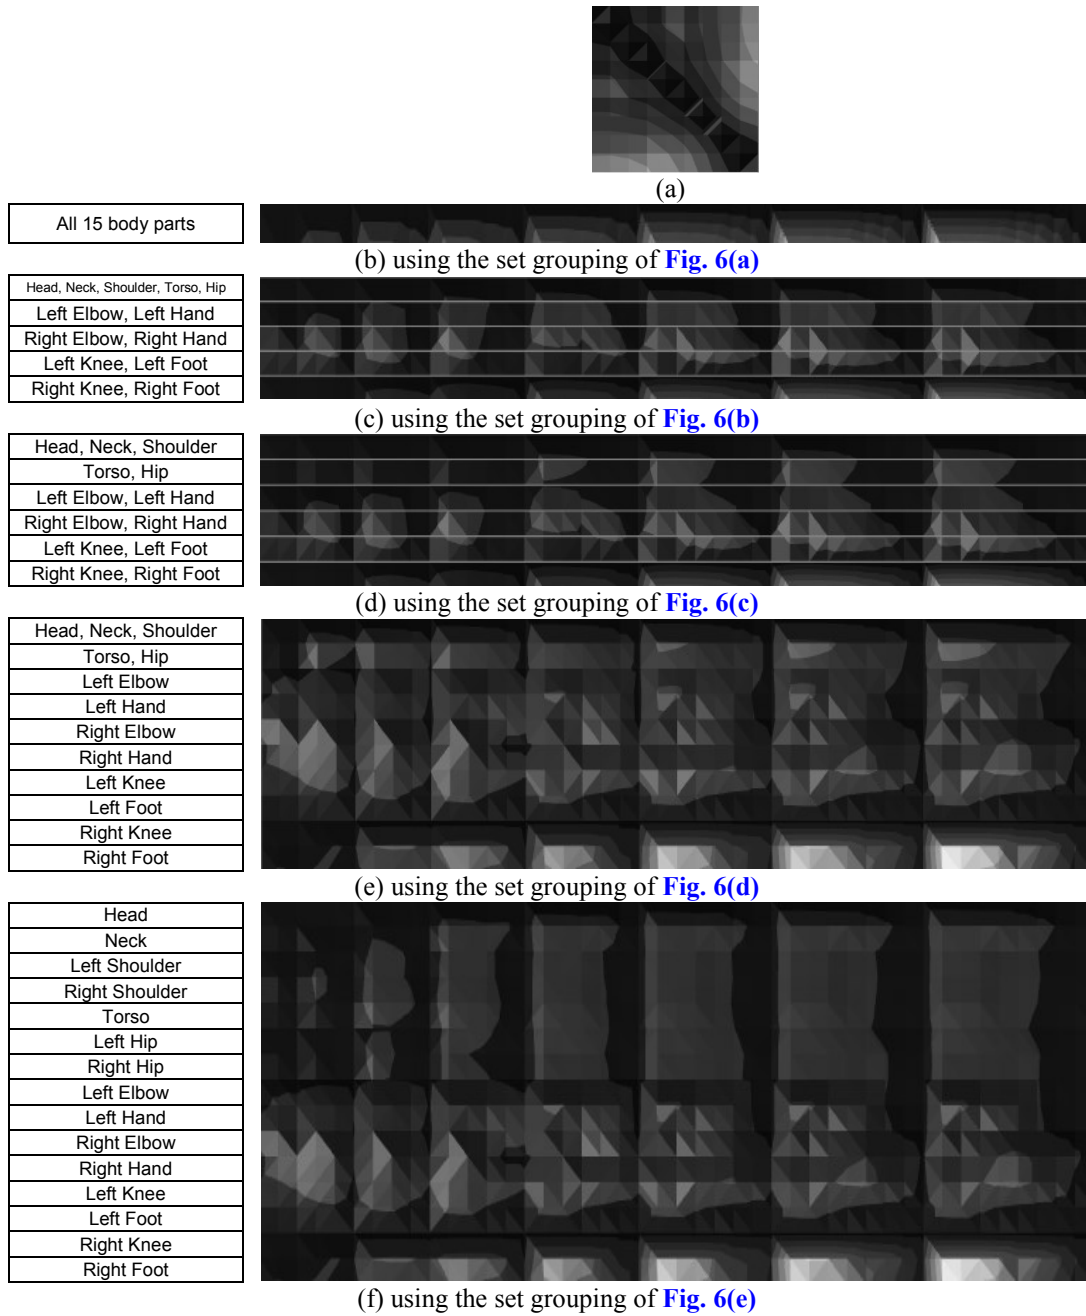 (a)
All 15 body parts
(b) using the set grouping of Fig. 6(a)
Head, Neck, Shoulder, Torso, Hip
Left Elbow, Left Hand
Right Elbow, Right Hand
Left Knee, Left Foot
Right Knee, Right Foot
(c) using the set grouping of Fig. 6(b)
Head, Neck, Shoulder
Torso, Hip
Left Elbow, Left Hand
Right Elbow, Right Hand
Left Knee, Left Foot
Right Knee, Right Foot
(d) using the set grouping of Fig. 6(c)
Head, Neck, Shoulder
Torso, Hip
Left Elbow
Left Hand
Right Elbow
Right Hand
Left Knee
Left Foot
Right Knee
Right Foot
(e) using the set grouping of Fig. 6(d)
Head
Neck
Left Shoulder
Right Shoulder
Torso
Left Hip
Right Hip
Left Elbow
Left Hand
Right Elbow
Right Hand
Left Knee
Left Foot
Right Knee
Right Foot
(f) using the set grouping of Fig. 6(e)